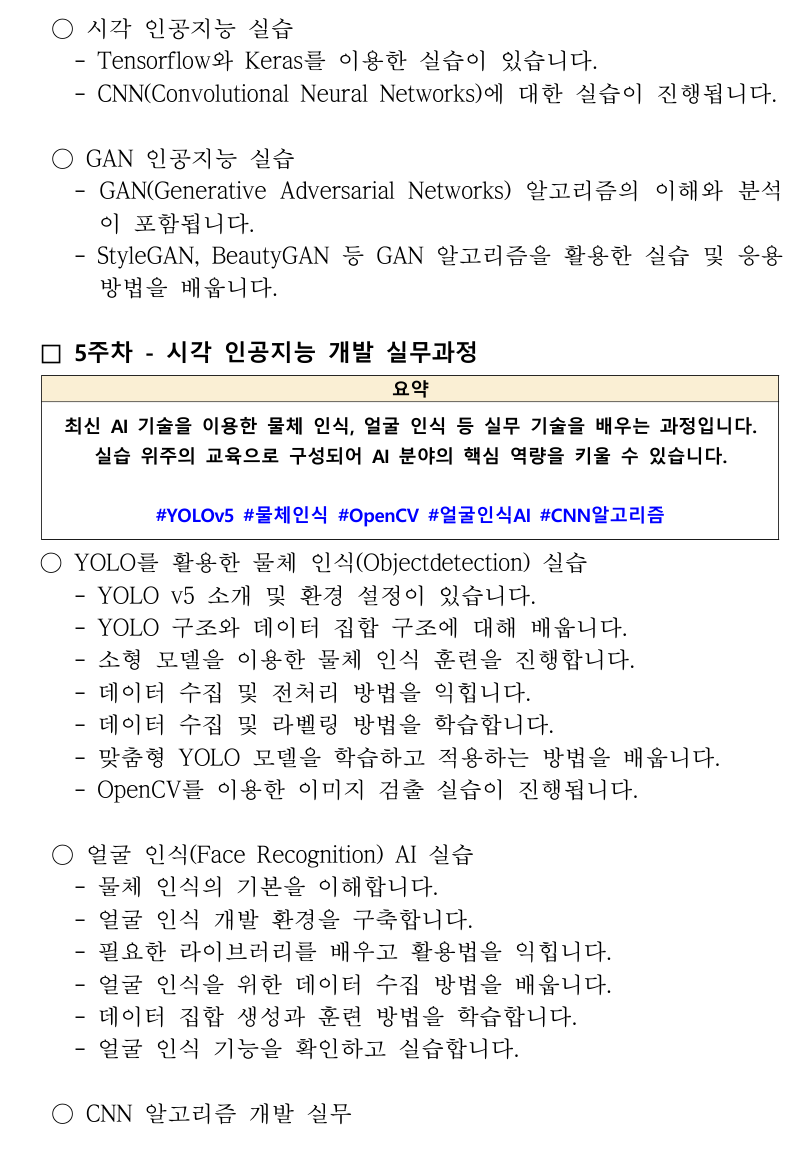 ○ 시각 인공지능 실습
- Tensorflow와 Keras를 이용한 실습이 있습니다.
- CNN(Convolutional Neural Networks)에 대한 실습이 진행됩니다.
○ GAN 인공지능 실습
- GAN(Generative Adversarial Networks) 알고리즘의 이해와 분석
이 포함됩니다.
- StyleGAN, BeautyGAN 등 GAN 알고리즘을 활용한 실습 및 응용
방법을 배웁니다.
□ 5주차 - 시각 인공지능 개발 실무과정
요약
최신 AI 기술을 이용한 물체 인식, 얼굴 인식 등 실무 기술을 배우는 과정입니다.
실습 위주의 교육으로 구성되어 AI 분야의 핵심 역량을 키울 수 있습니다.
#YOLOv5 #물체인식 #OpenCV #얼굴인식AI #CNN알고리즘
○ YOLO를 활용한 물체 인식(Objectdetection) 실습
- YOLO v5 소개 및 환경 설정이 있습니다.
- YOLO 구조와 데이터 집합 구조에 대해 배웁니다.
- 소형 모델을 이용한 물체 인식 훈련을 진행합니다.
- 데이터 수집 및 전처리 방법을 익힙니다.
- 데이터 수집 및 라벨링 방법을 학습합니다.
- 맞춤형 YOLO 모델을 학습하고 적용하는 방법을 배웁니다.
- OpenCV를 이용한 이미지 검출 실습이 진행됩니다.
○ 얼굴 인식(Face Recognition) AI 실습
- 물체 인식의 기본을 이해합니다.
- 얼굴 인식 개발 환경을 구축합니다.
- 필요한 라이브러리를 배우고 활용법을 익힙니다.
- 얼굴 인식을 위한 데이터 수집 방법을 배웁니다.
- 데이터 집합 생성과 훈련 방법을 학습합니다.
- 얼굴 인식 기능을 확인하고 실습합니다.
○ CNN 알고리즘 개발 실무